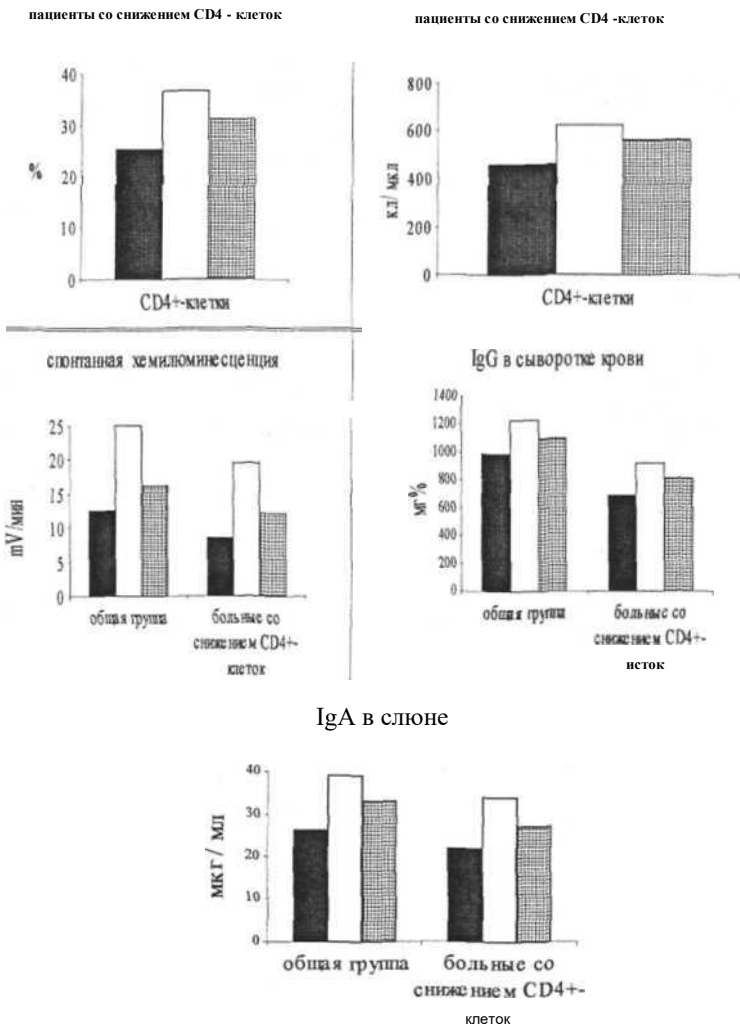 пациенты со снижением CD4 - клеток
пациенты со снижением CD4 -клеток
40
30
20
10
0
%
CD4+-клетки
800
600
400
200
0
кл/ мкл
CD4+-клетки
спонтанная хемилюминесценция
25
20
15
10
5
0
mV/мин
общая группа
больные со
снижением CD4+-
клеток
IgG в сыворотке крови
1400
1200
1000
800
600
400
200
0
мг%
общая группа
больные со
снижением CD4+-
исток
IgA в слюне
40
30
20
10
0
мкг / мл
общая группа
больные со
снижением CD4+-
клеток